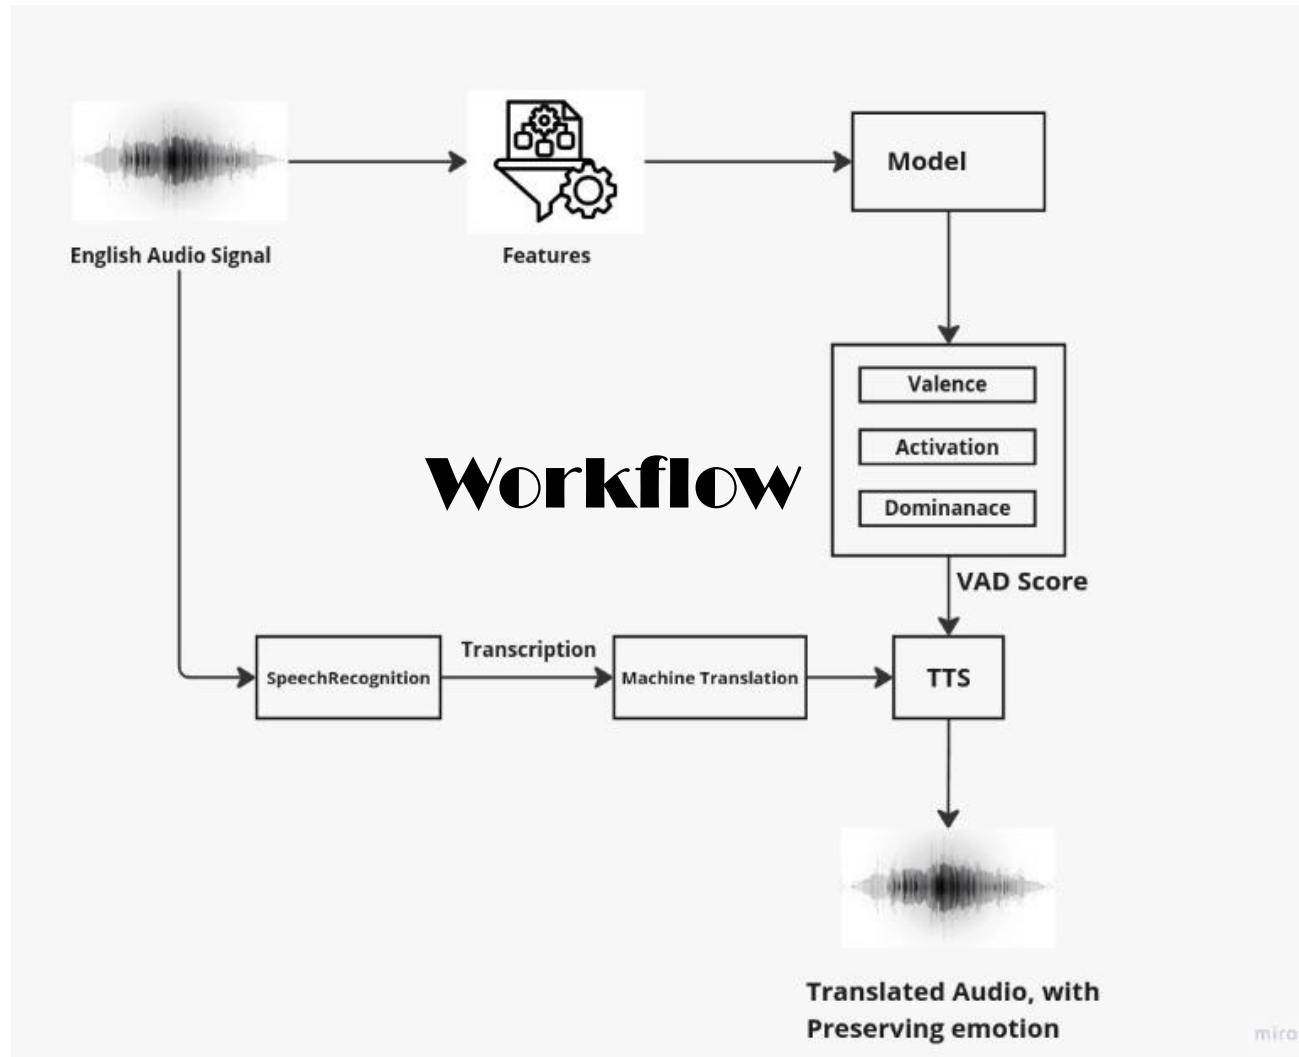 Model
English Audio Signal
Features
Valence
Activation
Dominanace
Workflow
VAD Score
Transcription
SpeechRecognition
Machine Translation
TTS
Translated Audio, with
Preserving emotion
miro